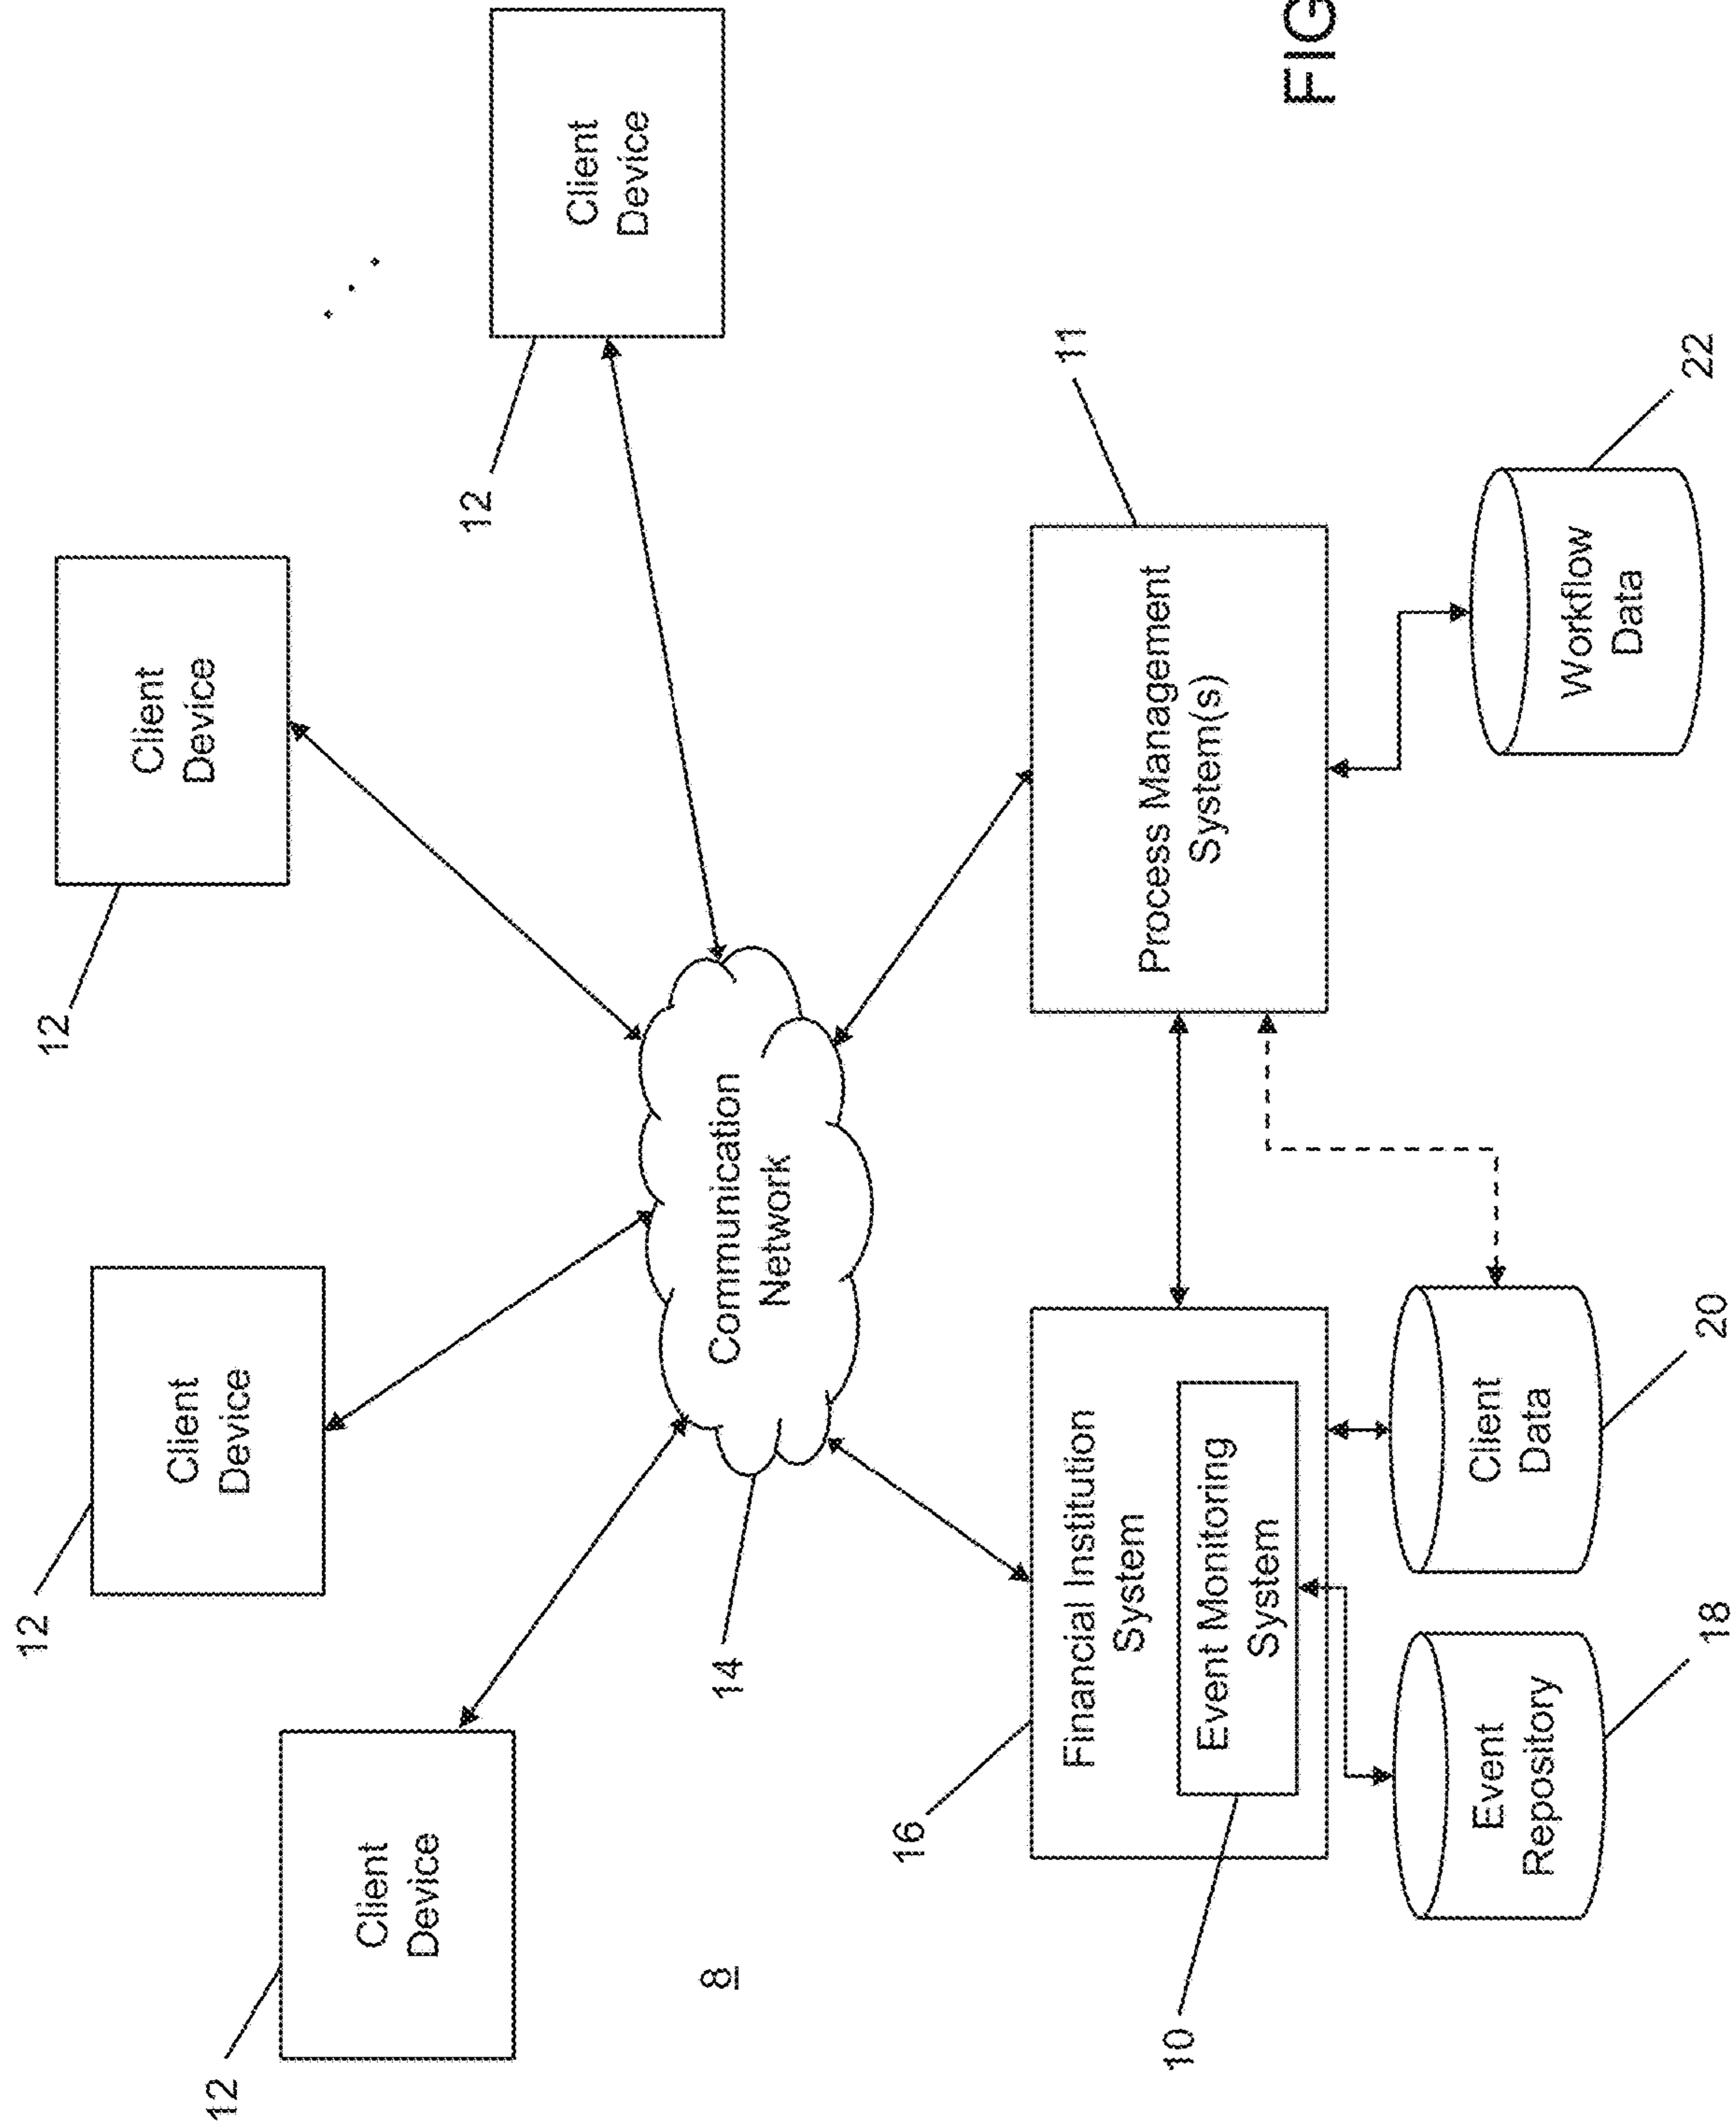 12
Client
Device
12
Client
Device
12
Client
Device
12
Client
Device
8
14
Communication
Network
16
Financial Institution
System
10
Event Monitoring
System
11
Process Management
System(s)
Event
Repository
18
Client
Data
20
Workflow
Data
22
FIG